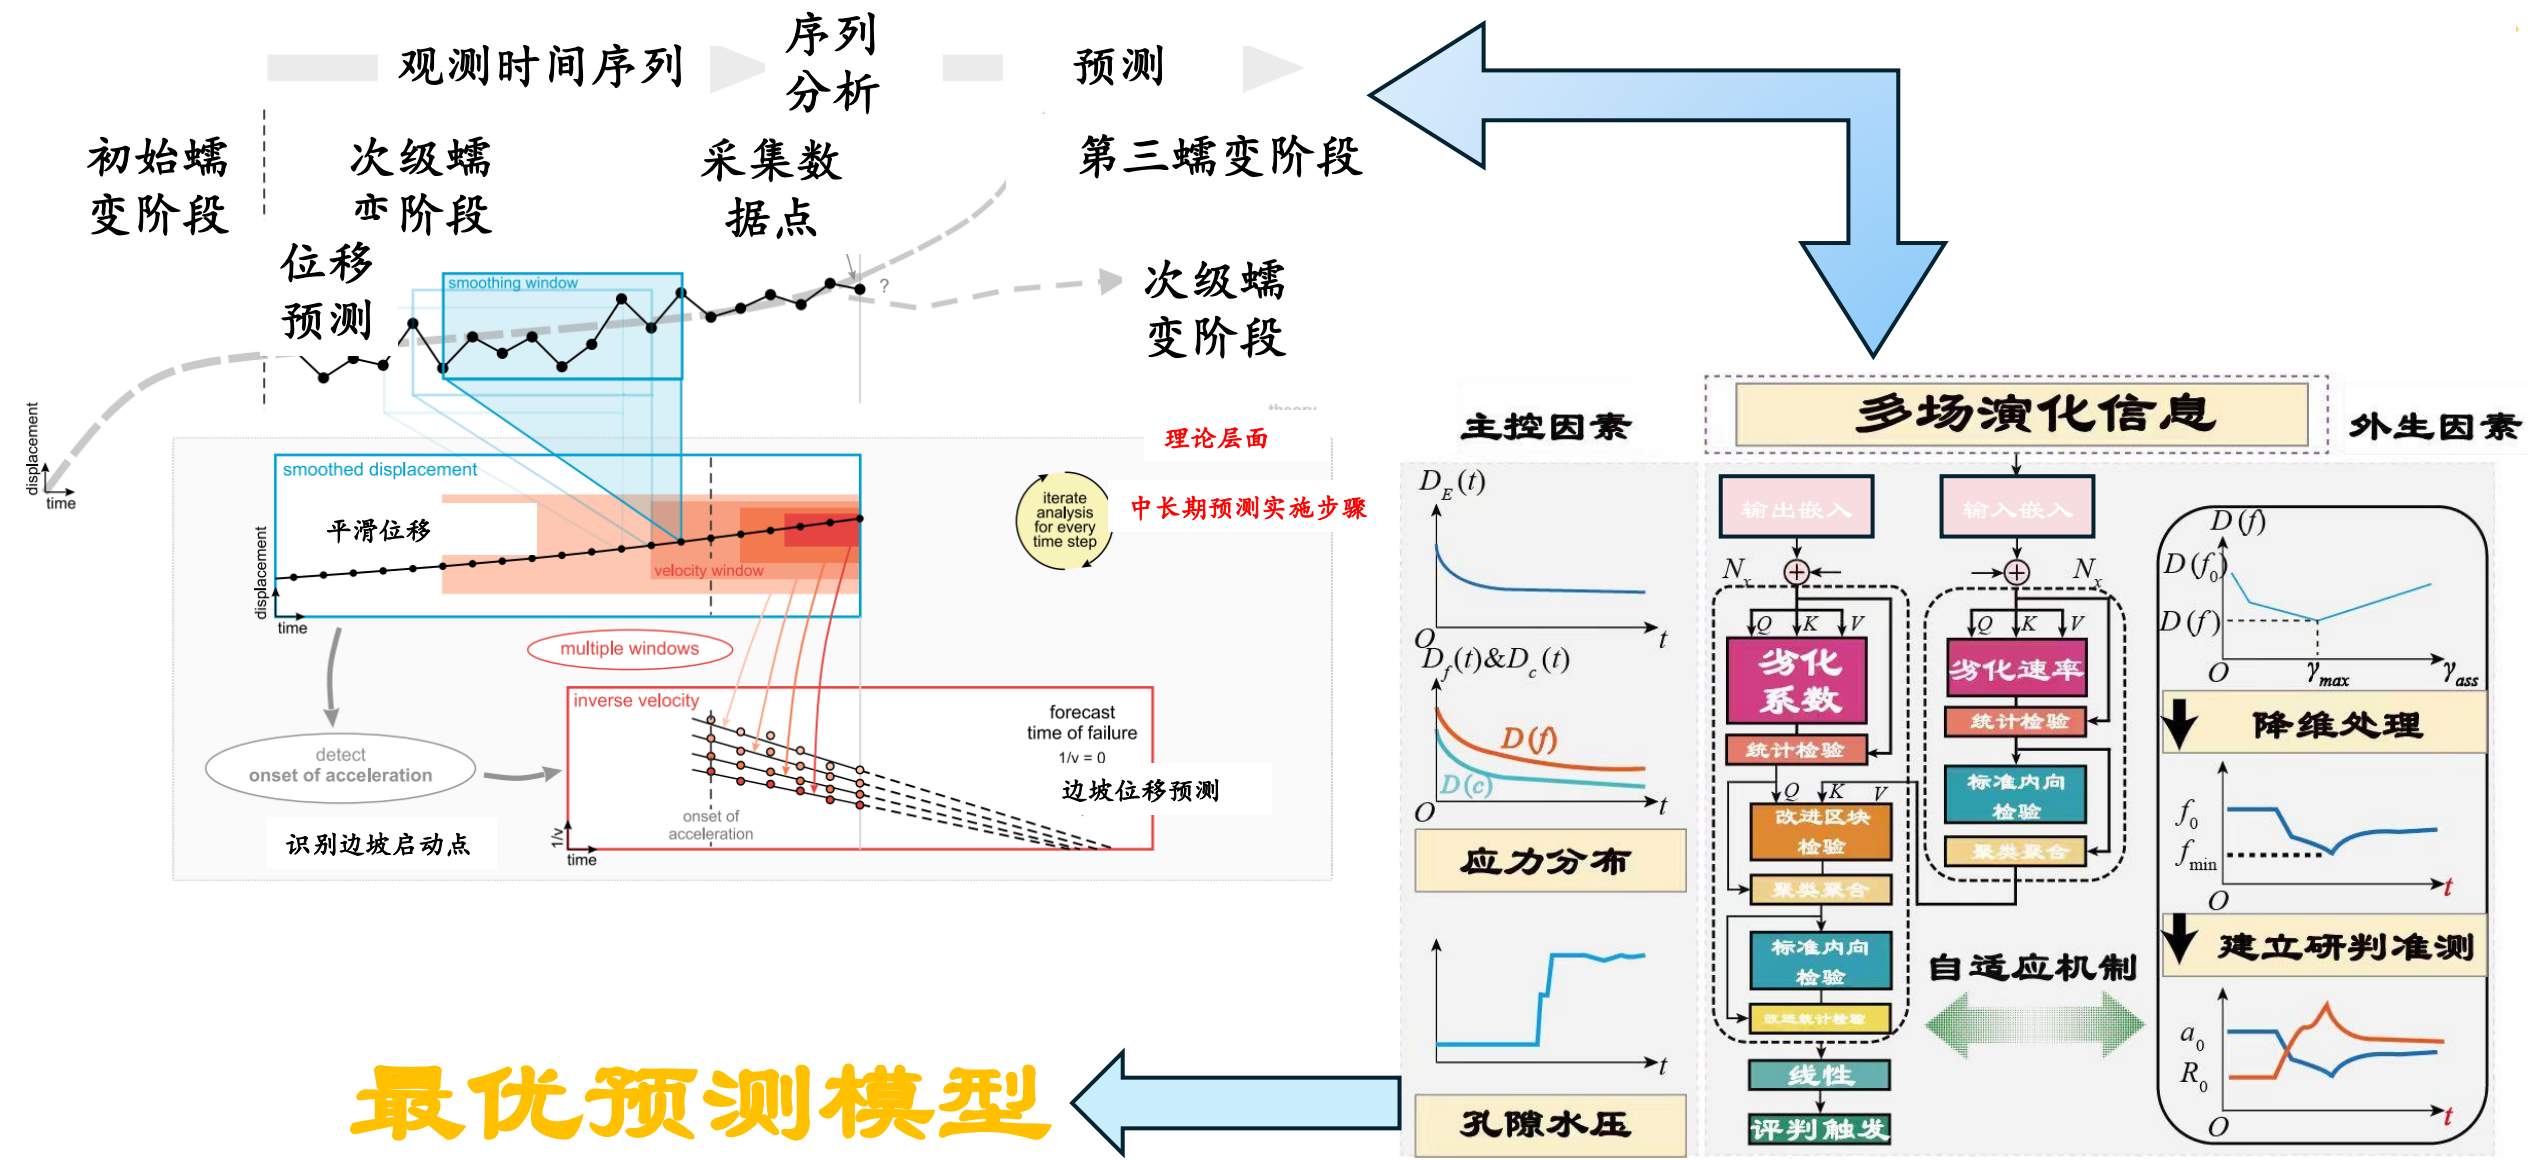 观测时间序列
序列
分析
预测
初始蠕
变阶段
次级蠕
变阶段
采集数
据点
第三蠕变阶段
位移
预测
smoothing window
?
次级蠕
变阶段
displacement
time
理论层面
smoothed displacement
平滑位移
velocity window
displacement
time
iterate
analysis
for every
time step
中长期预测实施步骤
multiple windows
detect
onset of acceleration
识别边坡启动点
inverse velocity
forecast
time of failure
1/v = 0
边坡位移预测
onset of
acceleration
1/v
time
最优预测模型
主控因素
多场演化信息
外生因素
D_E(t)
O
t
D_f(t)&D_c(t)
D(f)
D(c)
O
t
应力分布
t
孔隙水压
输出嵌入
输入嵌入
N_x
N_x
Q K V
Q K V
劣化
系数
统计检验
劣化速率
统计检验
标准内向
检验
聚类聚合
Q K V
改进区块
检验
聚类聚合
标准内向
检验
改进统计检验
线性
评判触发
自适应机制
D(f)
D(f_0)
D(f)
O
γ_max
γ_ass
降维处理
f_0
f_min
O
t
建立研判准测
a_0
R_0
O
t